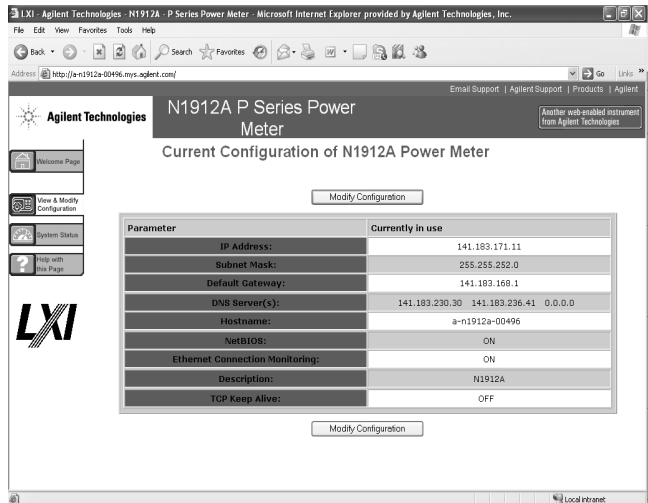 LXI - Agilent Technologies - N1912A - P Series Power Meter - Microsoft Internet Explorer provided by Agilent Technologies, Inc.
File Edit View Favorites Tools Help
Back Search Favorites
Address http://a-n1912a-00496.mys.agilent.com/ Go Links »
Email Support | Agilent Support | Products | Agilent
Agilent Technologies
N1912A P Series Power
Meter
Another web-enabled instrument
from Agilent Technologies
Welcome Page
View & Modify
Configuration
System Status
Help with
this Page
LXI
Current Configuration of N1912A Power Meter
Modify Configuration
Parameter Currently in use
IP Address: 141.183.171.11
Subnet Mask: 255.255.252.0
Default Gateway: 141.183.168.1
DNS Server(s): 141.183.230.30 141.183.236.41 0.0.0.0
Hostname: a-n1912a-00496
NetBIOS: ON
Ethernet Connection Monitoring: ON
Description: N1912A
TCP Keep Alive: OFF
Modify Configuration
Local intranet